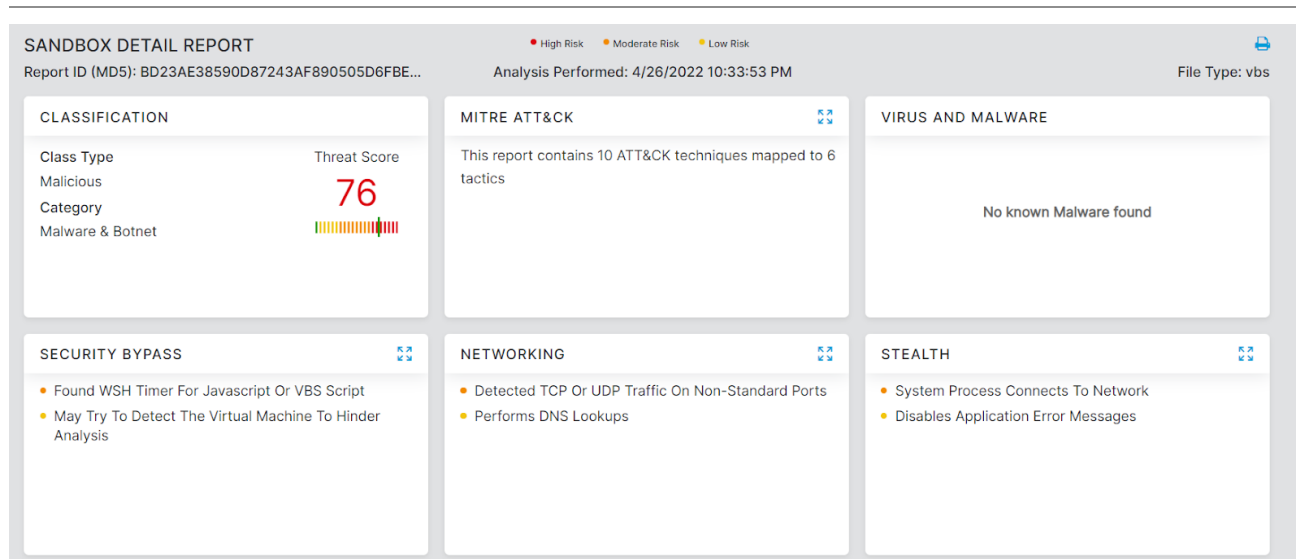 SANDBOX DETAIL REPORT
High Risk Moderate Risk Low Risk
Report ID (MD5): BD23AE38590D87243AF890505D6FBE...
Analysis Performed: 4/26/2022 10:33:53 PM
File Type: vbs
CLASSIFICATION
Class Type
Malicious
Category
Malware & Botnet
Threat Score
76
MITRE ATT&CK
This report contains 10 ATT&CK techniques mapped to 6
tactics
VIRUS AND MALWARE
No known Malware found
SECURITY BYPASS
Found WSH Timer For Javascript Or VBS Script
May Try To Detect The Virtual Machine To Hinder
Analysis
NETWORKING
Detected TCP Or UDP Traffic On Non-Standard Ports
Performs DNS Lookups
STEALTH
System Process Connects To Network
Disables Application Error Messages